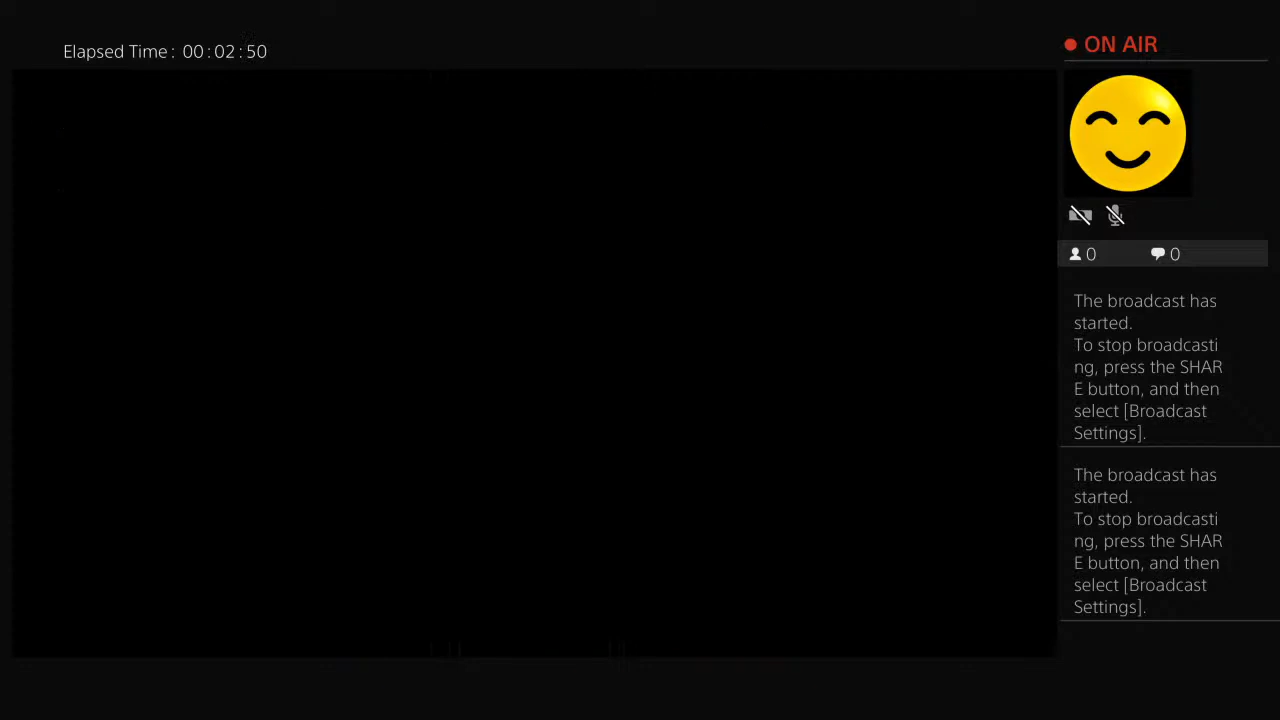 Elapsed Time: 00:02:50
ON AIR
0 0
The broadcast has
started.
To stop broadcasti
ng, press the SHAR
E button, and then
select [Broadcast
Settings].
The broadcast has
started.
To stop broadcasti
ng, press the SHAR
E button, and then
select [Broadcast
Settings].